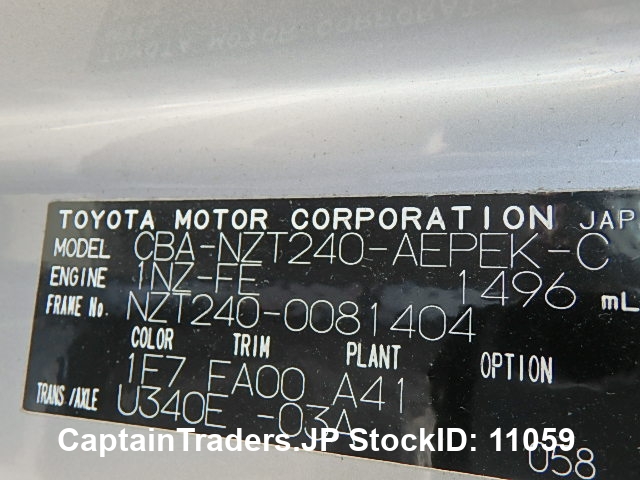 TOYOTA MOTOR CORPORATION JAP
MODEL CBA-NZT240-AEPEK-C
ENGINE 1NZ-FE 1496 mL
FRAME No. NZT240-0081404
COLOR TRIM PLANT OPTION
1F7 FA00 A41
TRANS/AXLE U340E -03A
CaptainTraders.JP StockID: 11059
058